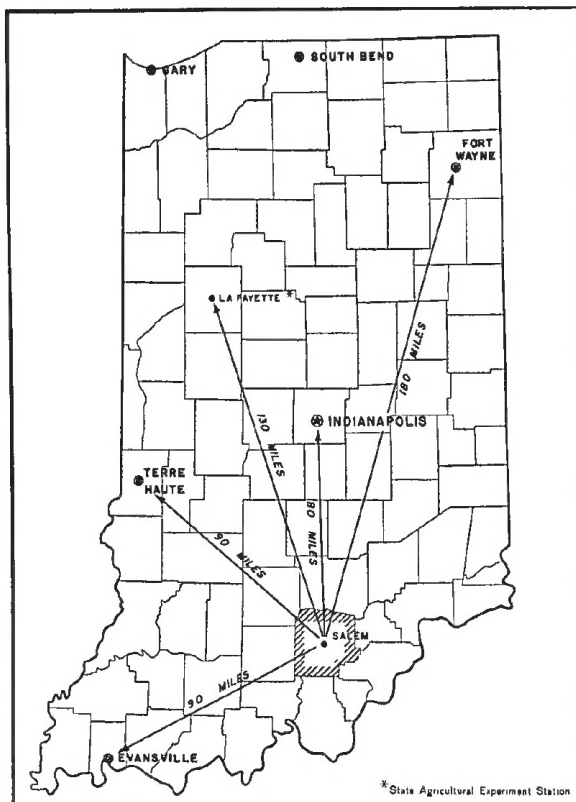 GARY
SOUTH BEND
FORT
WAYNE
LA FAYETTE *
180 MILES
130 MILES
INDIANAPOLIS
TERRE
HAUTE
80 MILES
90 MILES
SALEM
90 MILES
EVANSVILLE
*State Agricultural Experiment Station